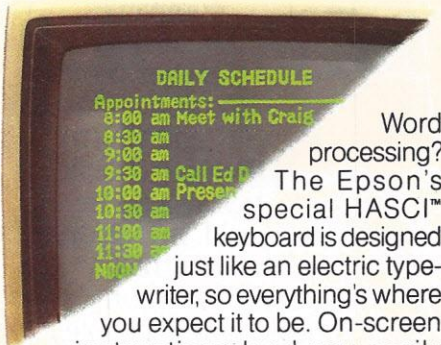 DAILY SCHEDULE
Appointments:
8:00 am Meet with Craig
8:30 am
9:00 am
9:30 am Call Ed D
10:00 am Presen
10:30 am
11:00 am
11:30 am
NOON
Word
processing?
The Epson's
special HASCI™
keyboard is designed
just like an electric type-
writer, so everything's where
you expect it to be. On-screen